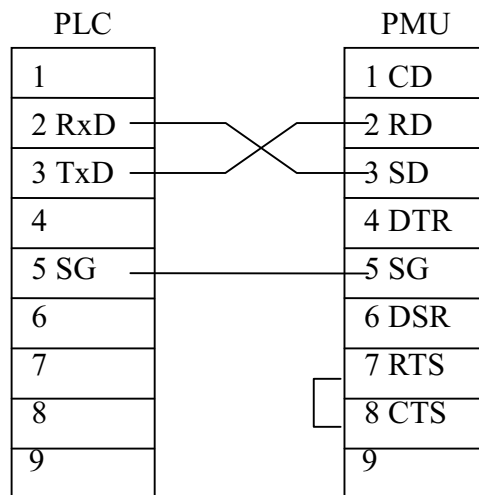 PLC PMU
1 1 CD
2 RxD 2 RD
3 TxD 3 SD
4 4 DTR
5 SG 5 SG
6 6 DSR
7 7 RTS
8 8 CTS
9 9